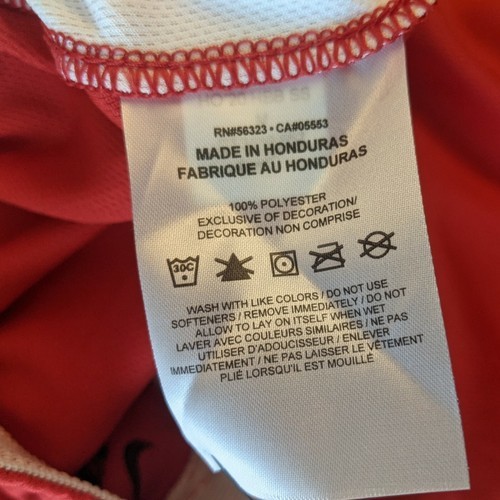 RN#56323 • CA#05553
MADE IN HONDURAS
FABRIQUE AU HONDURAS
100% POLYESTER
EXCLUSIVE OF DECORATION/
DECORATION NON COMPRISE
30C
WASH WITH LIKE COLORS / DO NOT USE
SOFTENERS / REMOVE IMMEDIATELY / DO NOT
ALLOW TO LAY ON ITSELF WHEN WET
LAVER AVEC COULEURS SIMILAIRES / NE PAS
UTILISER D'ADOUCISSEUR / ENLEVER
IMMEDIATEMENT / NE PAS LAISSER LE VÊTEMENT
PLIÉ LORSQU'IL EST MOUILLÉ